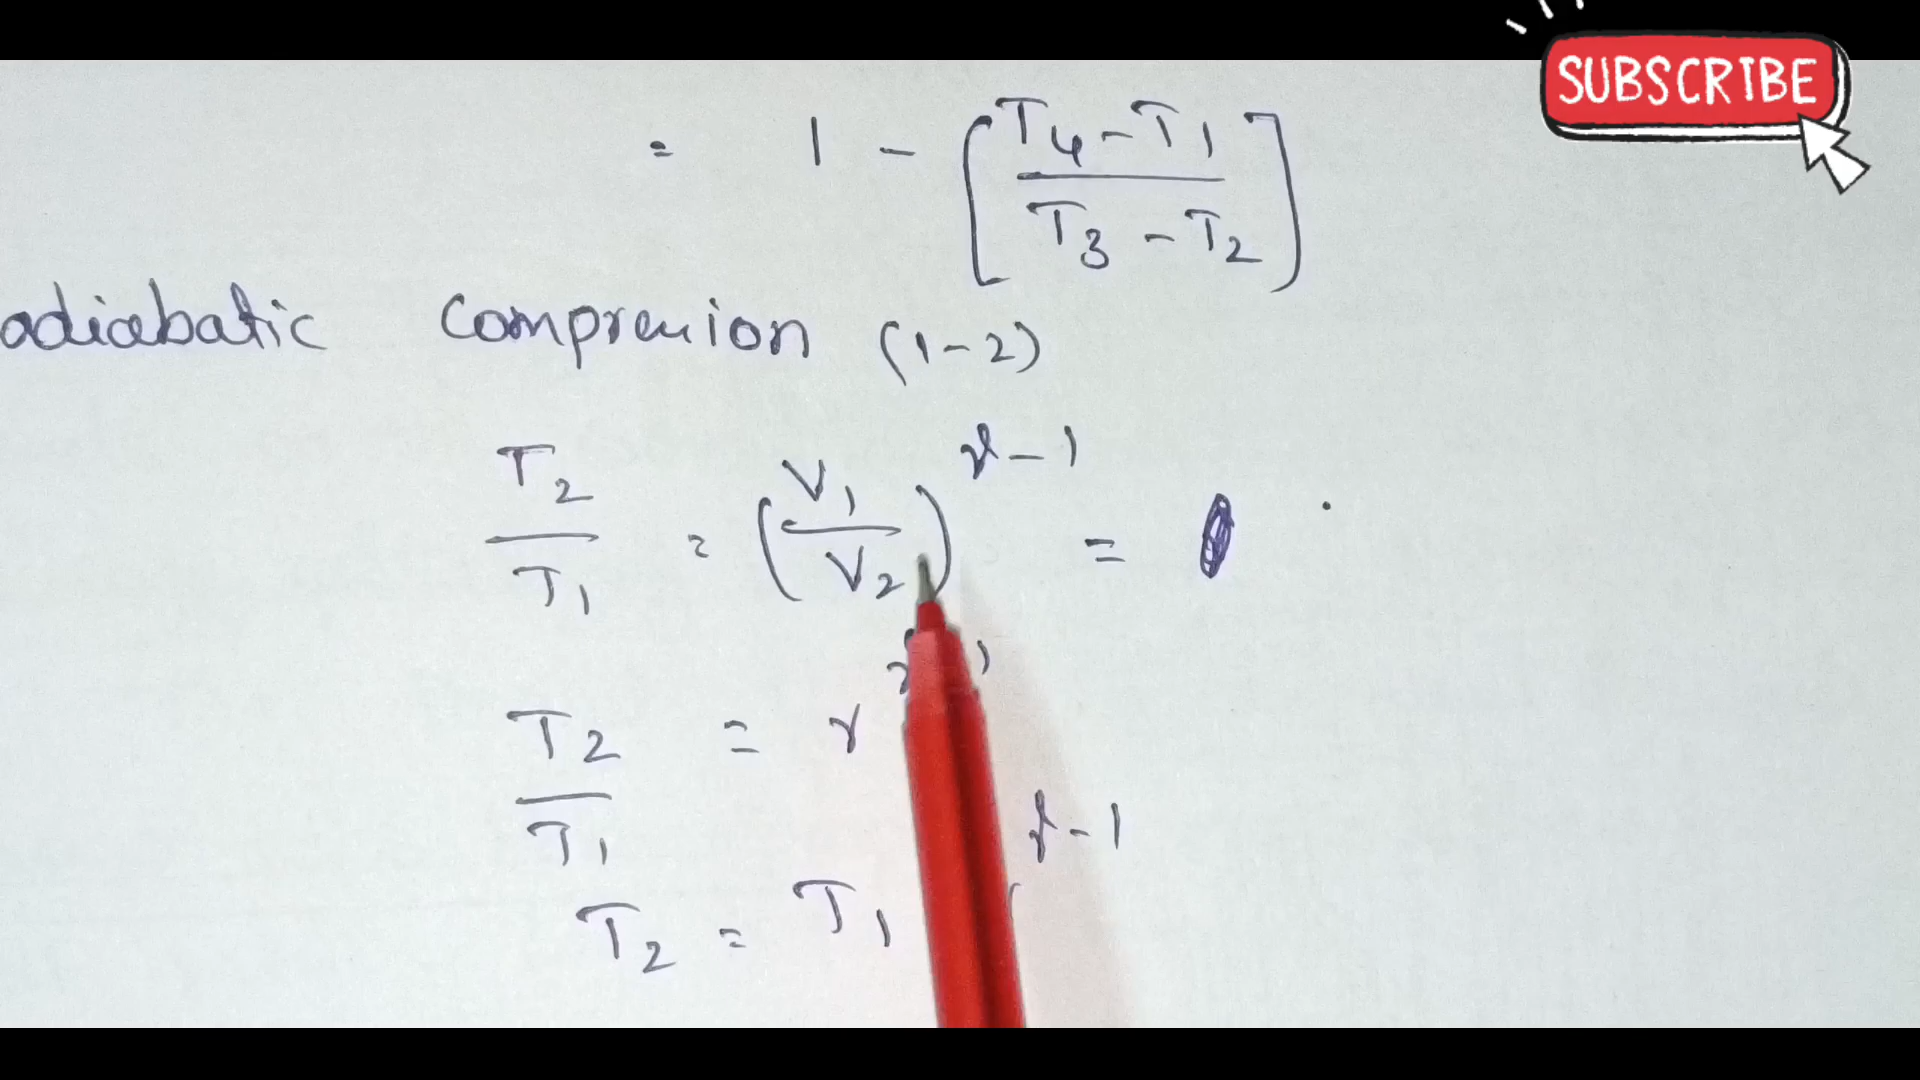 SUBSCRIBE
= 1 - [T4 - T1 / T3 - T2]
adiabatic compression (1-2)
T2 / T1 = (V1 / V2)^γ-1 =
T2 / T1 = r
γ-1
T2 = T1